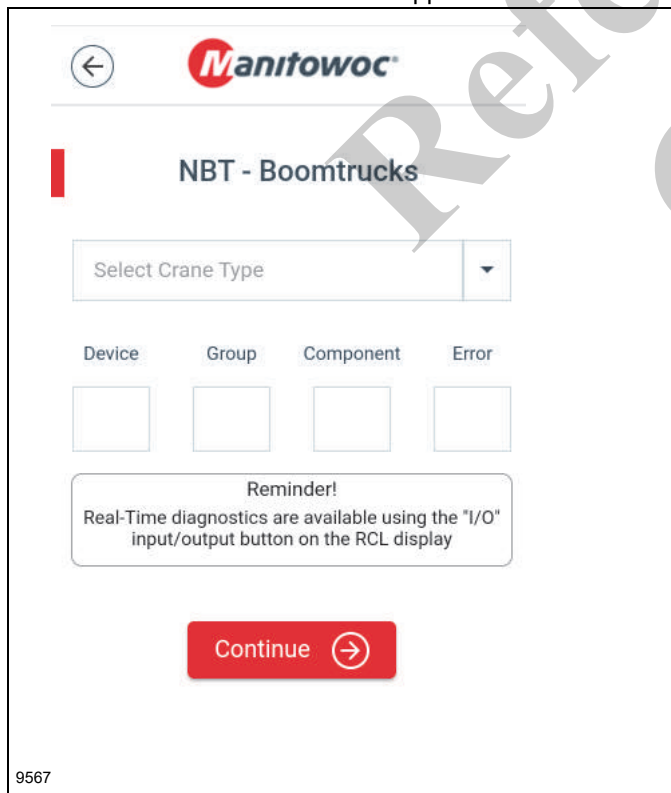 Manitowoc
NBT - Boomtrucks
Select Crane Type
Device Group Component Error
Reminder!
Real-Time diagnostics are available using the "I/O"
input/output button on the RCL display
Continue
9567